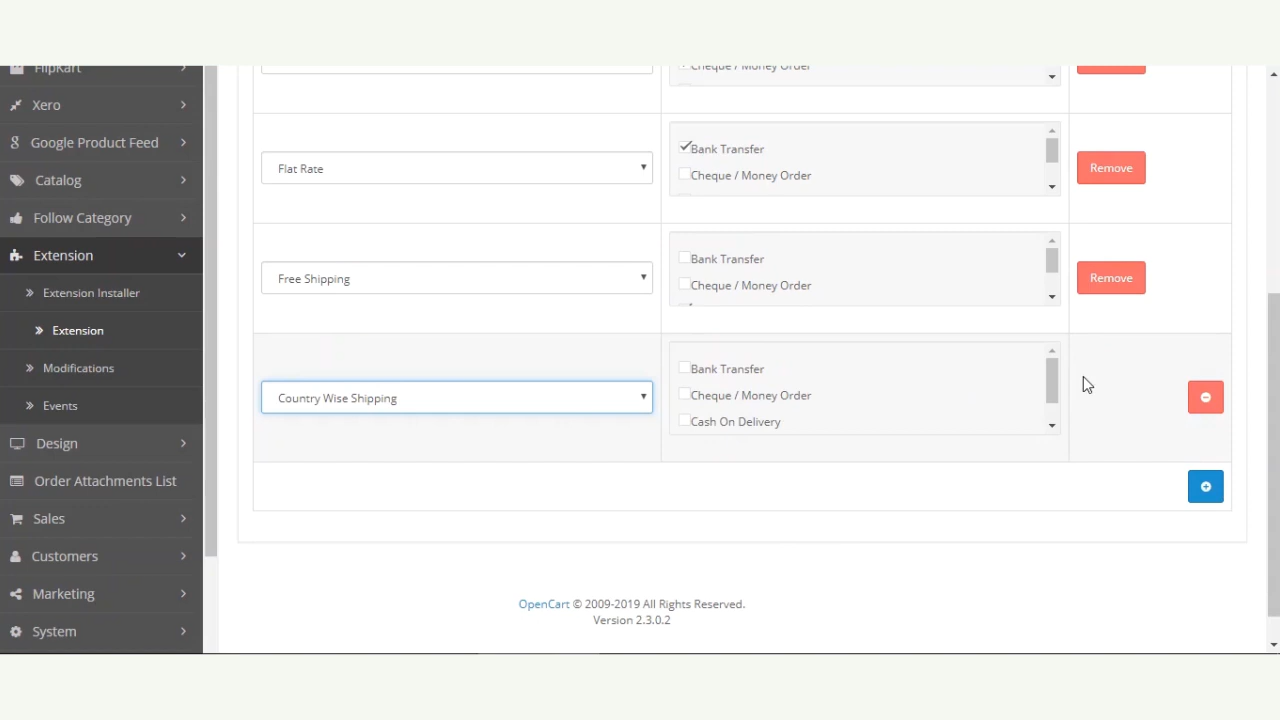 FlipKart
Cheque / Money Order
Xero
Google Product Feed
Bank Transfer
Flat Rate
Remove
Cheque / Money Order
Catalog
Follow Category
Extension
Bank Transfer
Free Shipping
Remove
Cheque / Money Order
Extension Installer
Extension
Modifications
Bank Transfer
Country Wise Shipping
Cheque / Money Order
Events
Cash On Delivery
Design
Order Attachments List
Sales
Customers
Marketing
OpenCart © 2009-2019 All Rights Reserved.
Version 2.3.0.2
System